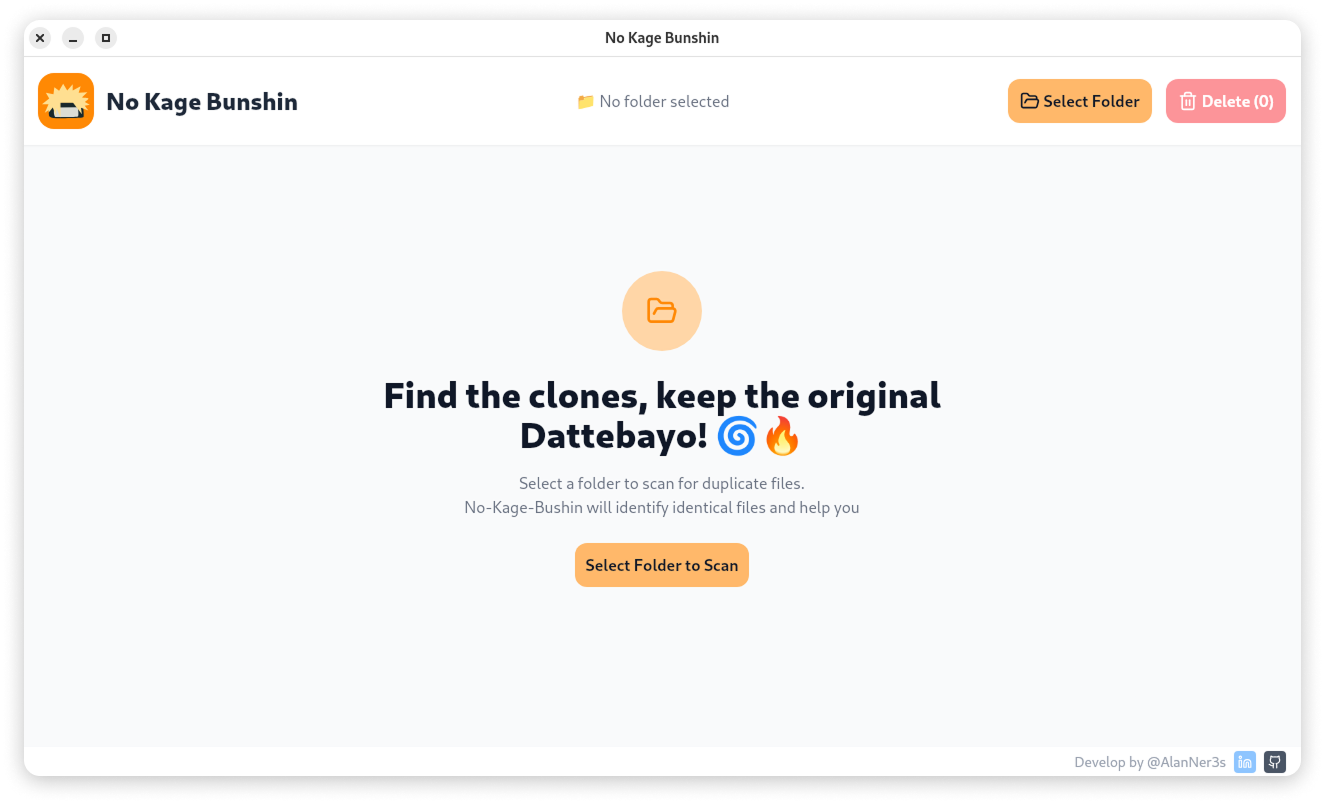 No Kage Bunshin
No Kage Bunshin
📁 No folder selected
Select Folder
Delete (0)
Find the clones, keep the original
Dattebayo! 🌀🔥
Select a folder to scan for duplicate files.
No-Kage-Bushin will identify identical files and help you
Select Folder to Scan
Develop by @AlanNer3s
in